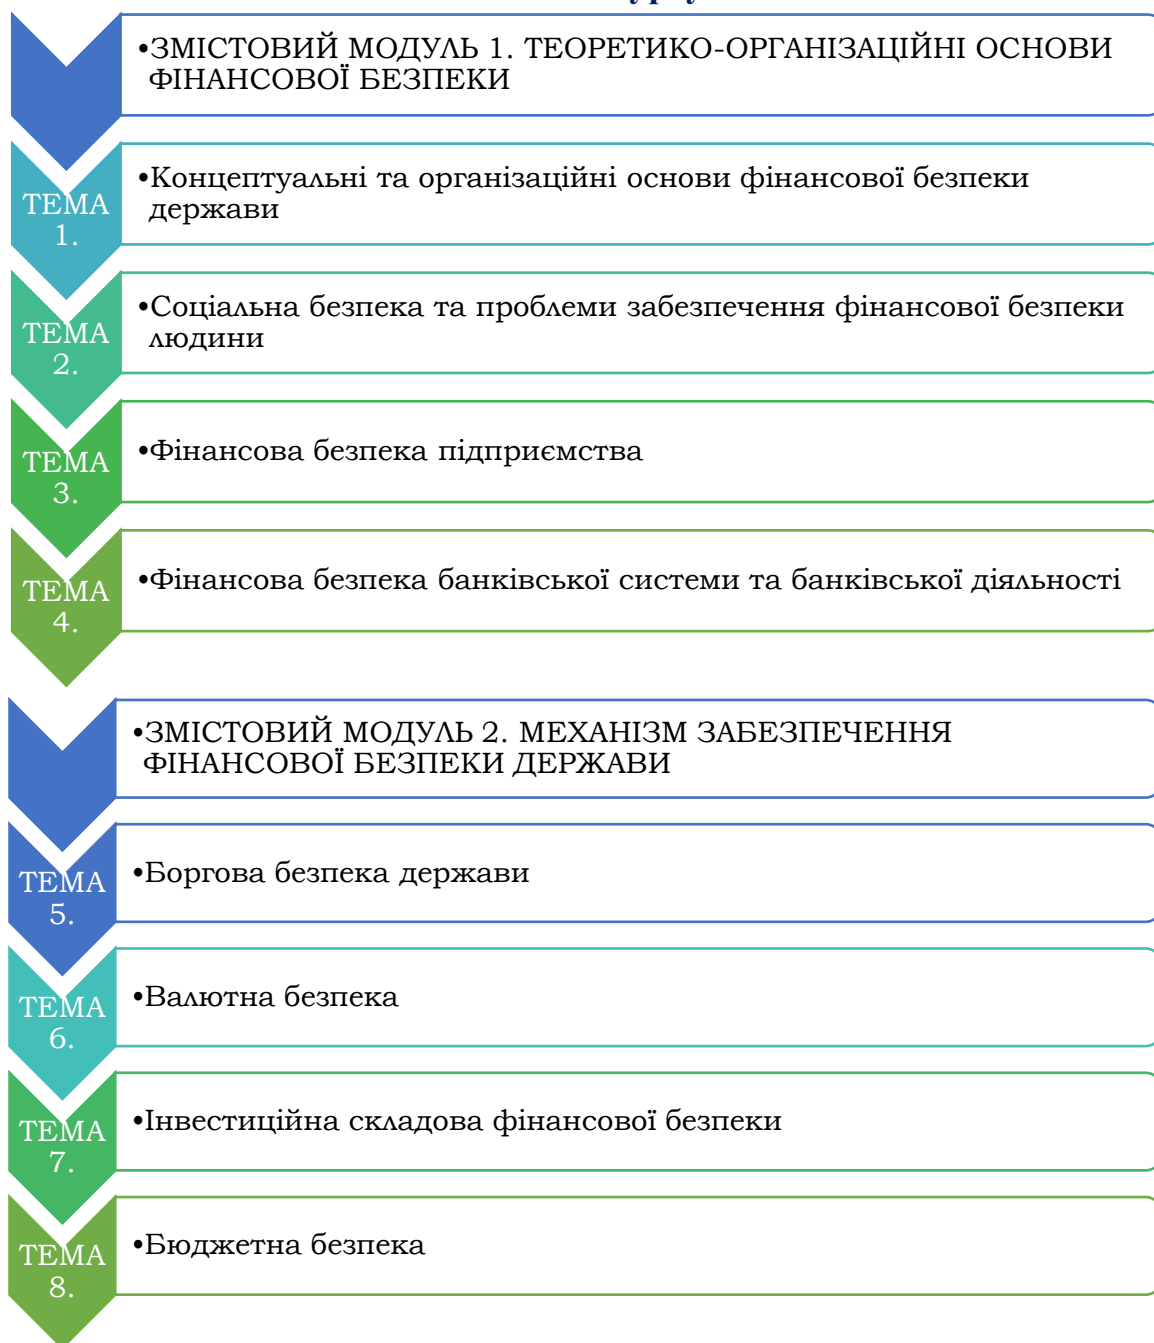 •ЗМІСТОВИЙ МОДУЛЬ 1. ТЕОРЕТИКО-ОРГАНІЗАЦІЙНІ ОСНОВИ
ФІНАНСОВОЇ БЕЗПЕКИ
ТЕМА
1.
•Концептуальні та організаційні основи фінансової безпеки
держави
ТЕМА
2.
•Соціальна безпека та проблеми забезпечення фінансової безпеки
людини
ТЕМА
3.
•Фінансова безпека підприємства
ТЕМА
4.
•Фінансова безпека банківської системи та банківської діяльності
•ЗМІСТОВИЙ МОДУЛЬ 2. МЕХАНІЗМ ЗАБЕЗПЕЧЕННЯ
ФІНАНСОВОЇ БЕЗПЕКИ ДЕРЖАВИ
ТЕМА
5.
•Боргова безпека держави
ТЕМА
6.
•Валютна безпека
ТЕМА
7.
•Інвестиційна складова фінансової безпеки
ТЕМА
8.
•Бюджетна безпека